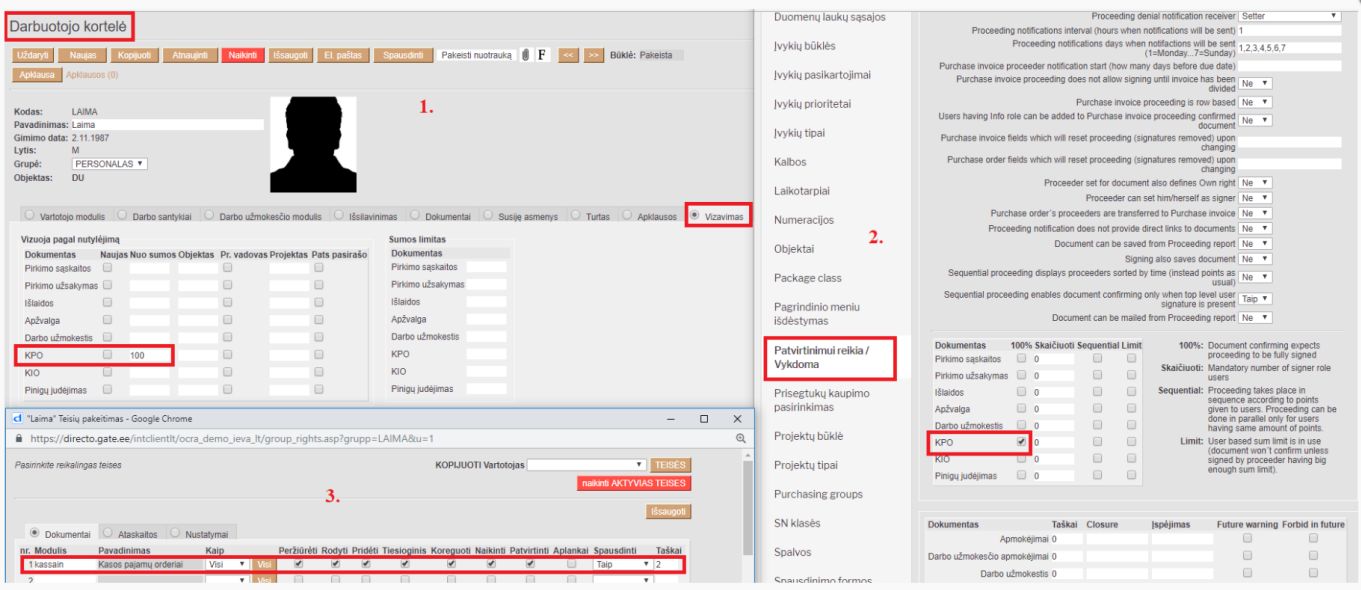 Darbuotojo kortelė
Uždaryti Naujas Kopijuoti Atnaujinti Naikinti Išsaugoti El. paštas Spausdinti Pakeisti nuotrauką F << >> Būklė: Pakeista
Apklausa Apklausos (0)
1.
Kodas: LAIMA
Pavadinimas: Laima
Gimimo data: 2.11.1987
Lytis: M
Grupė: PERSONALAS
Objektas: DU
Vartotojo modulis Darbo santykiai Darbo užmokesčio modulis Išsilavinimas Dokumentai Susiję asmenys Turtas Apklausos Vizavimas
Vizuoja pagal nutylėjimą
Dokumentas Naujas Nuo sumos Objektas Pr. vadovas Projektas Pats pasirašo
Pirkimo sąskaitos
Pirkimo užsakymas
Išlaidos
Apžvalga
Darbo užmokestis
KPO 100
KIO
Pinigų judėjimas
Sumos limitas
Dokumentas
Pirkimo sąskaitos
Pirkimo užsakymas
Išlaidos
Apžvalga
Darbo užmokestis
KPO
KIO
Pinigų judėjimas
"Laima" Teisių pakeitimas - Google Chrome
https://directo.gate.ee/intclientlt/ocra_demo_ieva_lt/group_rights.asp?grupp=LAIMA&u=1
Pasirinkite reikalingas teises
KOPIJUOTI Vartotojas TEISES
naikinti AKTYVIAS TEISES
3.
Išsaugoti
Dokumentai Ataskaitos Nustatymai
nr. Modulis Pavadinimas Kaip Peržiūrėti Rodyti Pridėti Tiesioginis Koreguoti Naikinti Patvirtinti Aplankai Spausdinti Taškai
1 kassain Kasos pajamų orderiai Visi Visi Taip 2
2 Visi
Duomenų laukų sąsajos
Įvykių būklės
Įvykių pasikartojimai
Įvykių prioritetai
Įvykių tipai
Kalbos
Laikotarpiai
Numeracijos
Objektai
Package class
Pagrindinio meniu
išdėstymas
Patvirtinimui reikia /
Vykdoma
Prisegtukų kaupimo
pasirinkimas
Projektų būklė
Projektų tipai
Purchasing groups
SN klasės
Spalvos
Spausdinimo formos
2.
Proceeding denial notification receiver Setter
Proceeding notifications interval (hours when notifications will be sent) 1
Proceeding notifications days when notifactions will be sent
(1=Monday...7=Sunday) 1,2,3,4,5,6,7
Purchase invoice proceeder notification start (how many days before due date)
Purchase invoice proceeding does not allow signing until invoice has been
divided Ne
Purchase invoice proceeding is row based Ne
Users having Info role can be added to Purchase invoice proceeding confirmed
document Ne
Purchase invoice fields which will reset proceeding (signatures removed) upon
changing
Purchase order fields which will reset proceeding (signatures removed) upon
changing
Proceeder set for document also defines Own right Ne
Proceeder can set him/herself as signer Ne
Purchase order`s proceeders are transferred to Purchase invoice Ne
Proceeding notification does not provide direct links to documents Ne
Document can be saved from Proceeding report Ne
Signing also saves document Ne
Sequential proceeding displays proceeders sorted by time (instead points as
usual) Ne
Sequential proceeding enables document confirming only when top level user
signature is present Taip
Document can be mailed from Proceeding report Ne
Dokumentas 100% Skaičiuoti Sequential Limit
Pirkimo sąskaitos 0
Pirkimo užsakymas 0
Išlaidos 0
Apžvalga 0
Darbo užmokestis 0
KPO 0
KIO 0
Pinigų judėjimas 0
100%: Document confirming expects
proceeding to be fully signed
Skaičiuoti: Mandatory number of signer role
users
Sequential: Proceeding takes place in
sequence according to points
given to users. Proceeding can be
done in parallel only for users
having same amount of points.
Limit: User based sum limit is in use
(document won`t confirm unless
signed by proceeder having big
enough sum limit).
Dokumentas Taškai Closure Įspėjimas Future warning Forbid in future
Apmokėjimai 0
Darbo užmokesčio apmokėjimai 0
Darbo užmokestis 0